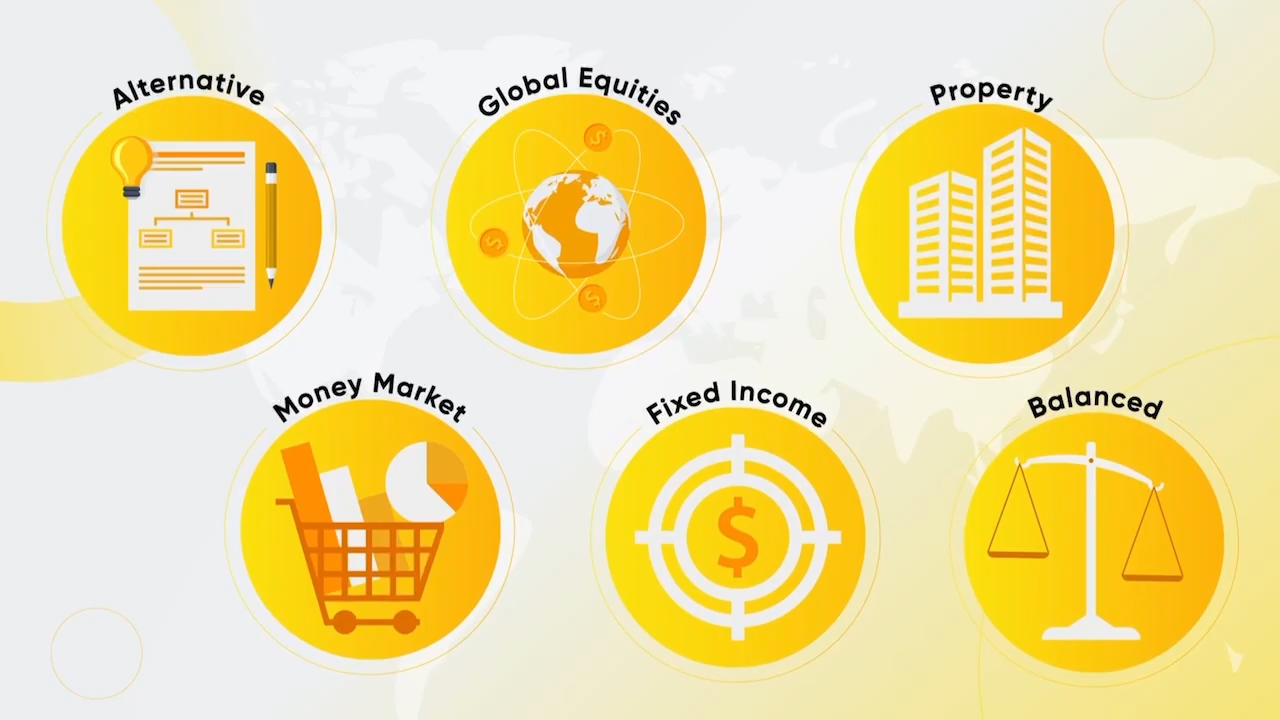 Alternative
Global Equities
Property
Money Market
Fixed Income
Balanced
$